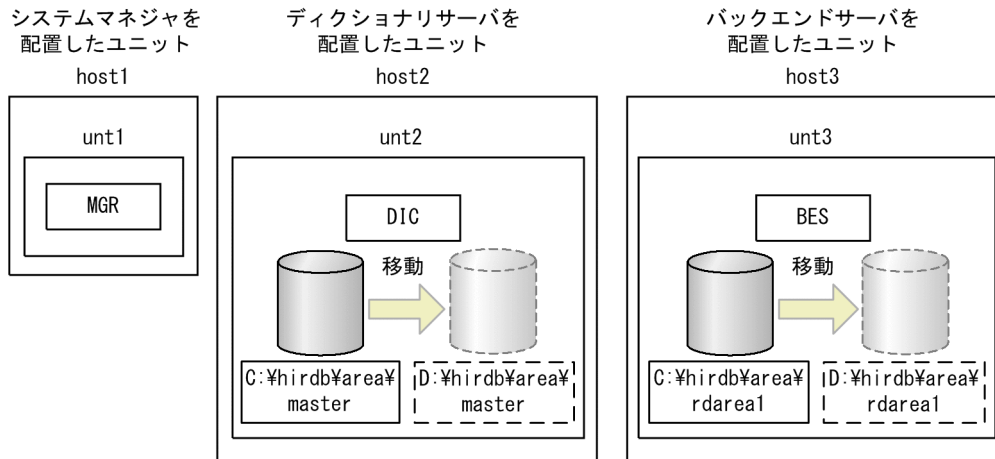 システムマネジャを
配置したユニット
host1
unt1
MGR
ディクショナリサーバを
配置したユニット
host2
unt2
DIC
移動
C:¥hirdb¥area¥
master
D:¥hirdb¥area¥
master
バックエンドサーバを
配置したユニット
host3
unt3
BES
移動
C:¥hirdb¥area¥
rdarea1
D:¥hirdb¥area¥
rdarea1